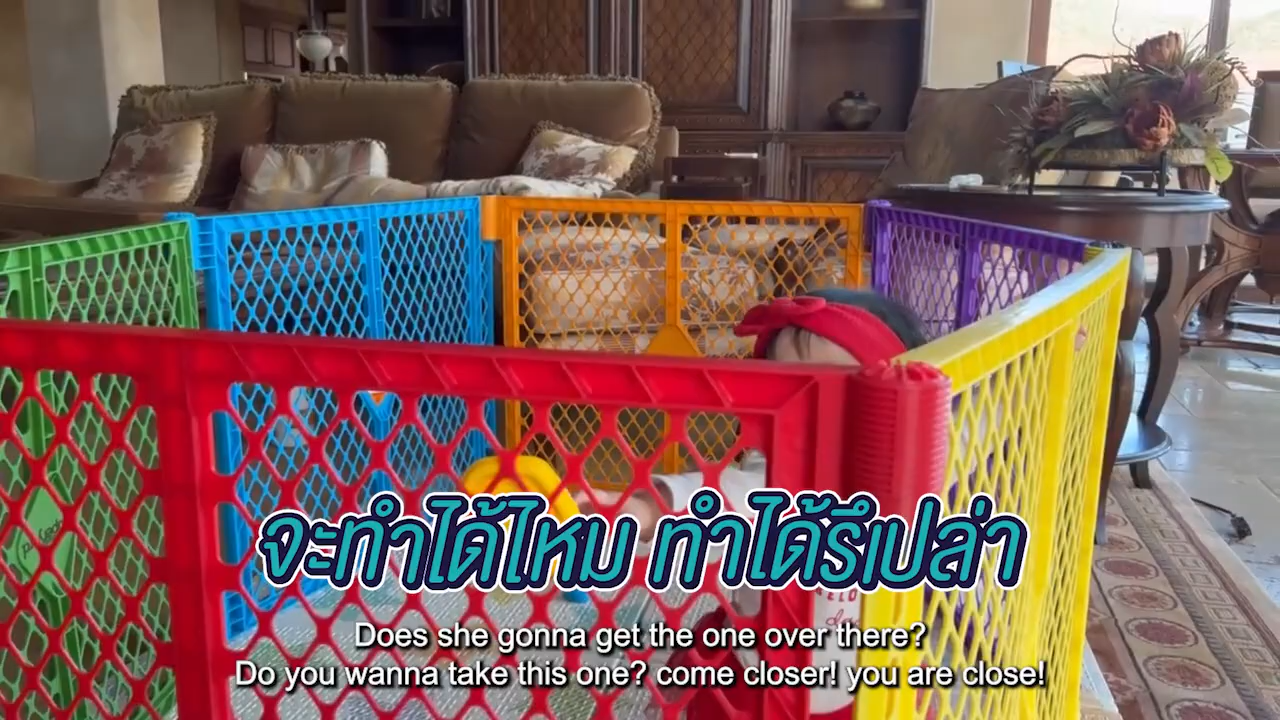 จะทำได้ไหม ทำได้รึเปล่า
Does she gonna get the one over there?
Do you wanna take this one? come closer! you are close!